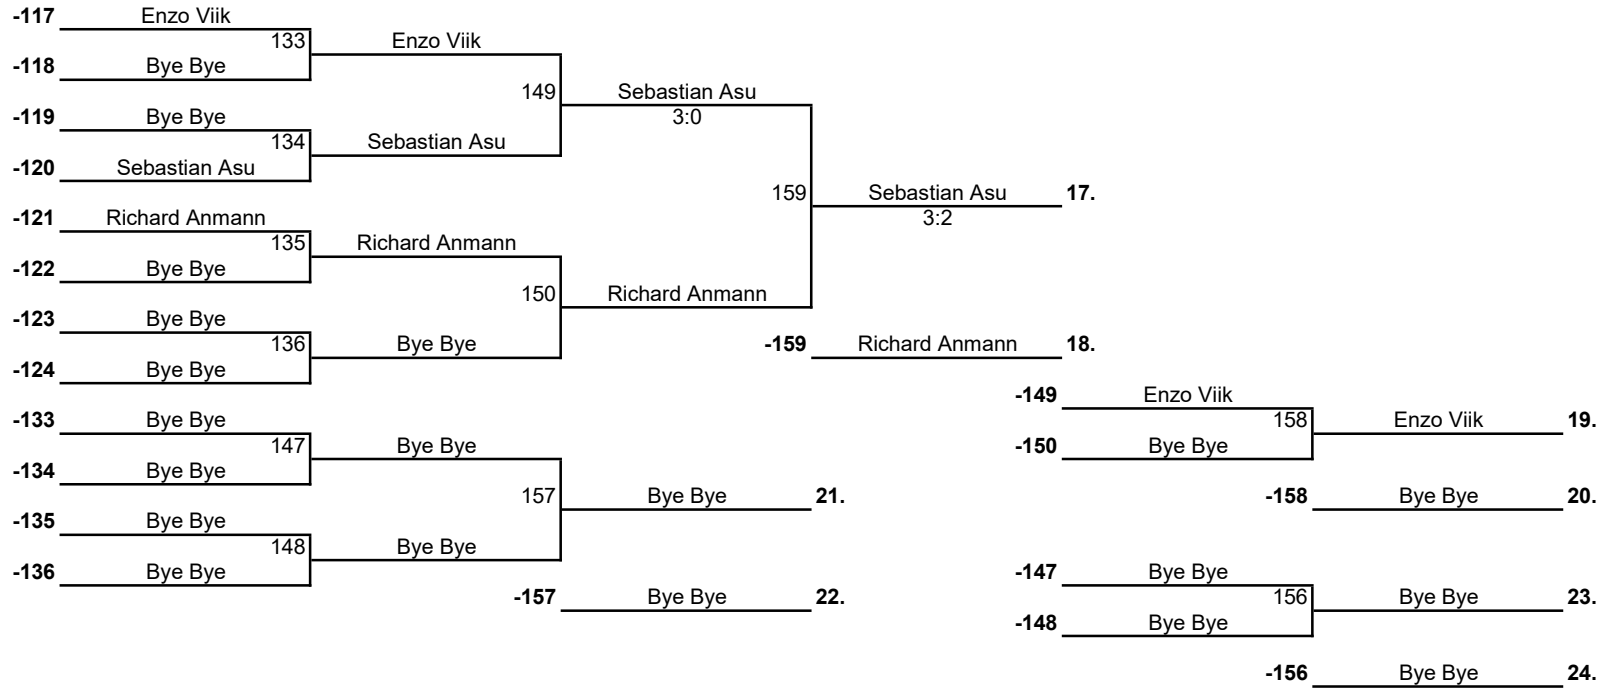 -117 Enzo Viik
133 Enzo Viik
-118 Bye Bye
149 Sebastian Asu
3:0
-119 Bye Bye
134 Sebastian Asu
-120 Sebastian Asu
159 Sebastian Asu 17.
3:2
-121 Richard Anmann
135 Richard Anmann
-122 Bye Bye
150 Richard Anmann
-123 Bye Bye
136 Bye Bye
-124 Bye Bye
-159 Richard Anmann 18.
-149 Enzo Viik
158 Enzo Viik 19.
-150 Bye Bye
-133 Bye Bye
147 Bye Bye
-134 Bye Bye
157 Bye Bye 21.
-158 Bye Bye 20.
-135 Bye Bye
148 Bye Bye
-136 Bye Bye
-157 Bye Bye 22.
-147 Bye Bye
156 Bye Bye 23.
-148 Bye Bye
-156 Bye Bye 24.